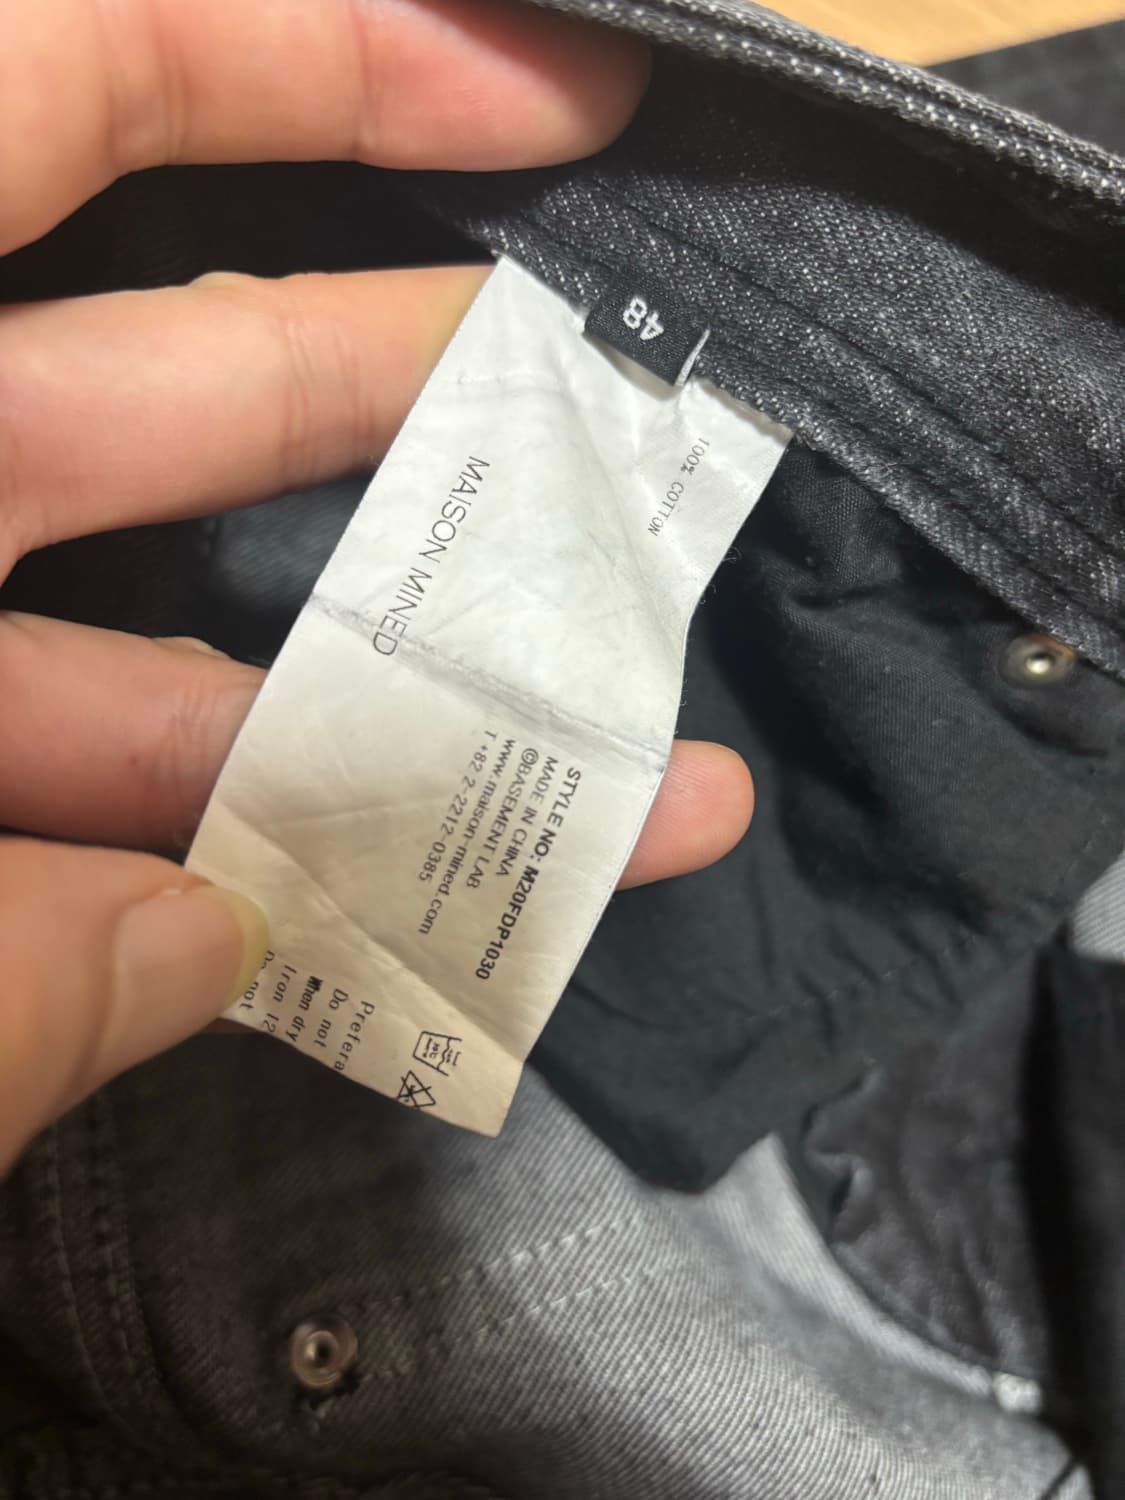 48
100% COTTON
MAISON MINED
STYLE NO: M20FDP1030
MADE IN CHINA
©BASEMENT LAB
www.maison-mined.com
T +82 2-2212-0385
Prefera
Do not
When dry
Iron 12
not